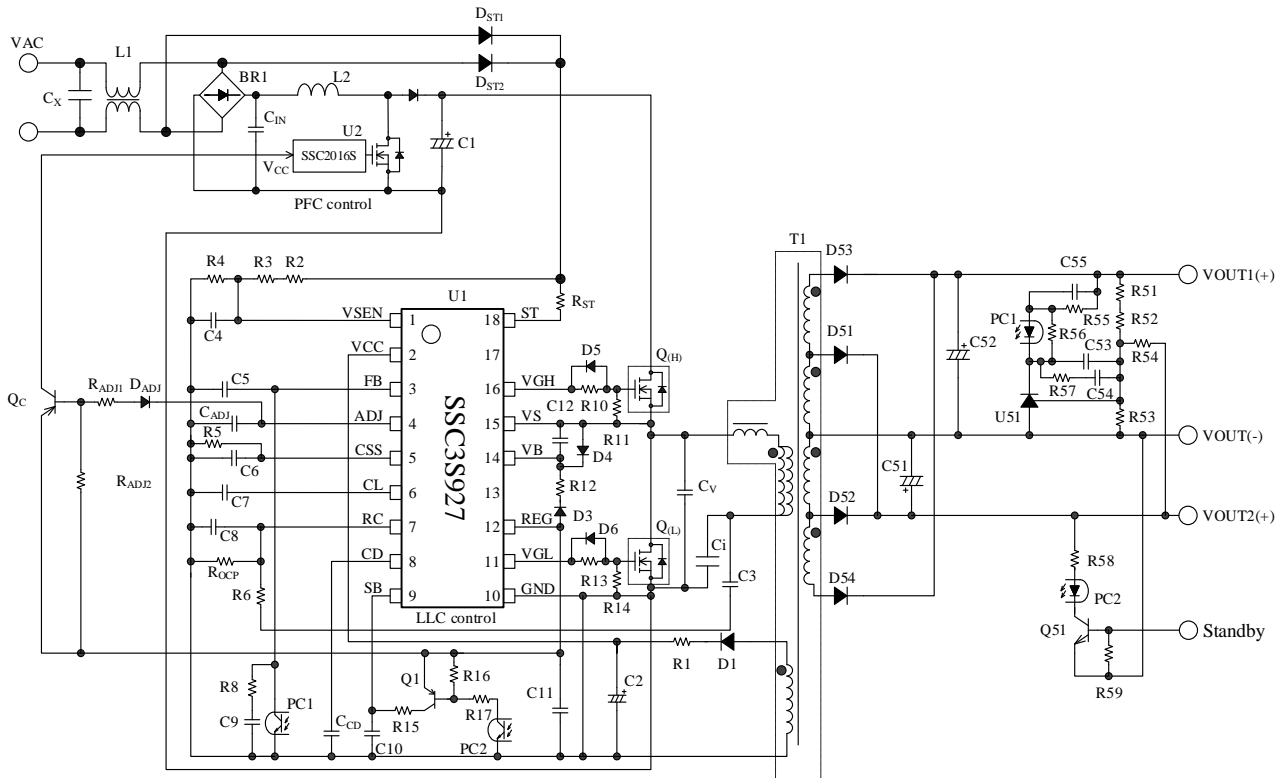 DST1
VAC
L1
DST2
BR1
L2
CX
CIN
U2
C1
SSC2016S
VCC
PFC control
T1
R4
R3
R2
D53
C55
VOUT1(+)
U1
RST
R51
C4
VSEN
1
18
ST
PC1
R55
R56
R52
VCC
2
17
D5
Q(H)
D51
C52
C53
R54
C5
FB
3
16
VGH
QC
RADJ1
DADJ
C12
R10
R57
C54
CADJ
ADJ
4
15
VS
R11
U51
R53
R5
SSC3S927
D4
VOUT(-)
C6
CSS
5
14
VB
RADJ2
R12
C51
C7
CL
6
13
CV
D3
C8
RC
7
12
REG
D6
Q(L)
D52
VOUT2(+)
Ci
ROCP
CD
8
11
VGL
R58
C3
R6
R13
SB
9
10
GND
R14
D54
PC2
LLC control
Q51
Standby
R1
D1
R16
R59
R8
Q1
C2
C11
PC1
R17
C9
CCD
R15
C10
PC2